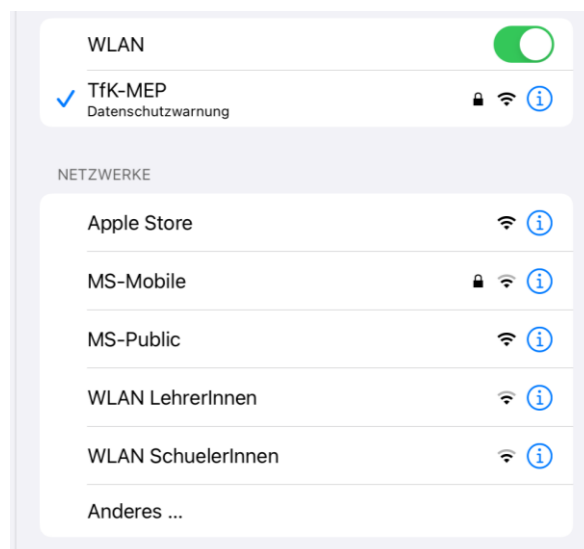 WLAN
TfK-MEP
Datenschutzwarnung
NETZWERKE
Apple Store
MS-Mobile
MS-Public
WLAN LehrerInnen
WLAN SchuelerInnen
Anderes ...